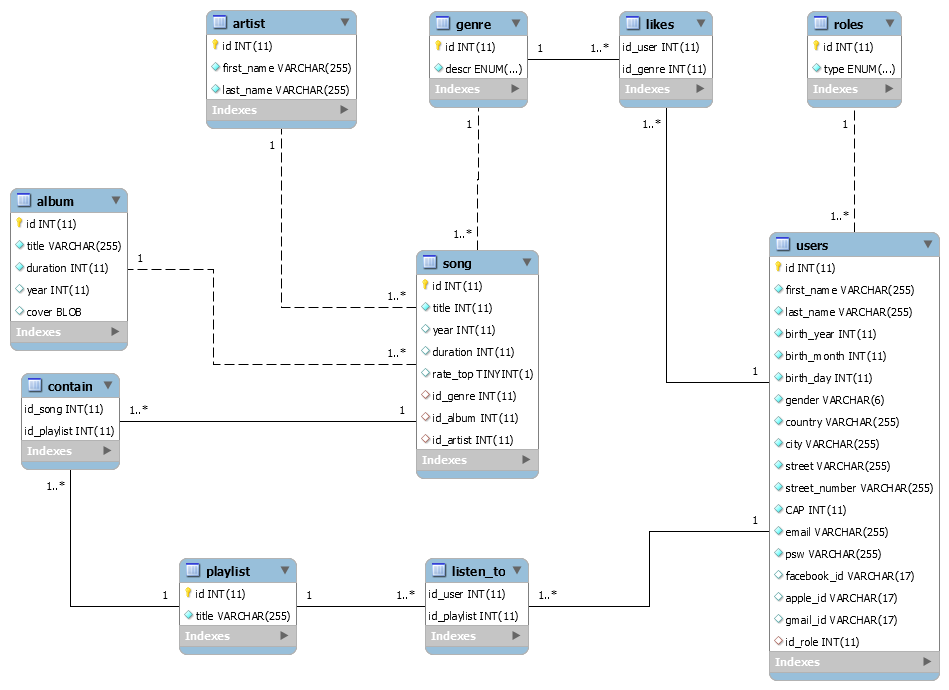 artist
id INT(11)
first_name VARCHAR(255)
last_name VARCHAR(255)
Indexes
genre
id INT(11)
descr ENUM(...)
Indexes
likes
id_user INT(11)
id_genre INT(11)
Indexes
roles
id INT(11)
type ENUM(...)
Indexes
1
1..*
1
1
1..*
1
album
id INT(11)
title VARCHAR(255)
duration INT(11)
year INT(11)
cover BLOB
Indexes
1
1..*
1..*
song
id INT(11)
title INT(11)
year INT(11)
duration INT(11)
rate_top TINYINT(1)
id_genre INT(11)
id_album INT(11)
id_artist INT(11)
Indexes
1..*
1..*
users
id INT(11)
first_name VARCHAR(255)
last_name VARCHAR(255)
birth_year INT(11)
birth_month INT(11)
birth_day INT(11)
gender VARCHAR(6)
country VARCHAR(255)
city VARCHAR(255)
street VARCHAR(255)
street_number VARCHAR(255)
CAP INT(11)
email VARCHAR(255)
psw VARCHAR(255)
facebook_id VARCHAR(17)
apple_id VARCHAR(17)
gmail_id VARCHAR(17)
id_role INT(11)
Indexes
1
1
contain
id_song INT(11)
id_playlist INT(11)
Indexes
1..*
1
1..*
playlist
id INT(11)
title VARCHAR(255)
Indexes
1
1
1..*
listen_to
id_user INT(11)
id_playlist INT(11)
Indexes
1..*